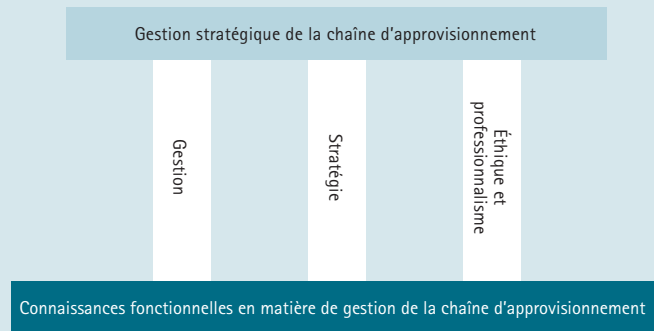 Gestion stratégique de la chaîne d'approvisionnement
Gestion
Stratégie
Éthique et
professionnalisme
Connaissances fonctionnelles en matière de gestion de la chaîne d'approvisionnement